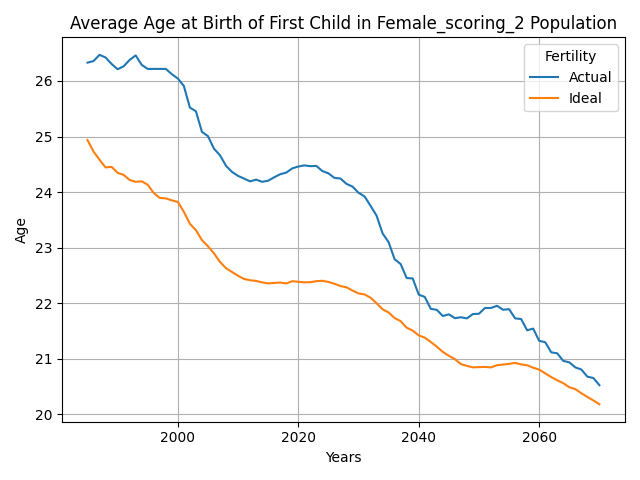 Average Age at Birth of First Child in Female_scoring_2 Population
Fertility
Actual
Ideal
Age
26
25
24
23
22
21
20
2000
2020
2040
2060
Years